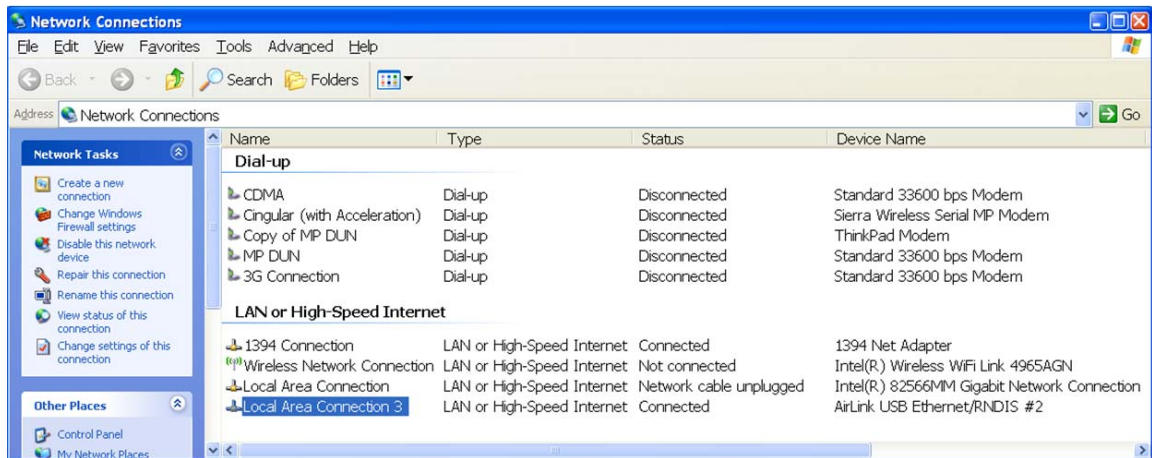 Network Connections
File Edit View Favorites Tools Advanced Help
Back Search Folders
Address Network Connections Go
Network Tasks
Create a new
connection
Change Windows
Firewall settings
Disable this network
device
Repair this connection
Rename this connection
View status of this
connection
Change settings of this
connection
Other Places
Control Panel
My Network Places
Name Type Status Device Name
Dial-up
CDMA Dial-up Disconnected Standard 33600 bps Modem
Cingular (with Acceleration) Dial-up Disconnected Sierra Wireless Serial MP Modem
Copy of MP DUN Dial-up Disconnected ThinkPad Modem
MP DUN Dial-up Disconnected Standard 33600 bps Modem
3G Connection Dial-up Disconnected Standard 33600 bps Modem
LAN or High-Speed Internet
1394 Connection LAN or High-Speed Internet Connected 1394 Net Adapter
Wireless Network Connection LAN or High-Speed Internet Not connected Intel(R) Wireless WiFi Link 4965AGN
Local Area Connection LAN or High-Speed Internet Network cable unplugged Intel(R) 82566MM Gigabit Network Connection
Local Area Connection 3 LAN or High-Speed Internet Connected AirLink USB Ethernet/RNDIS #2